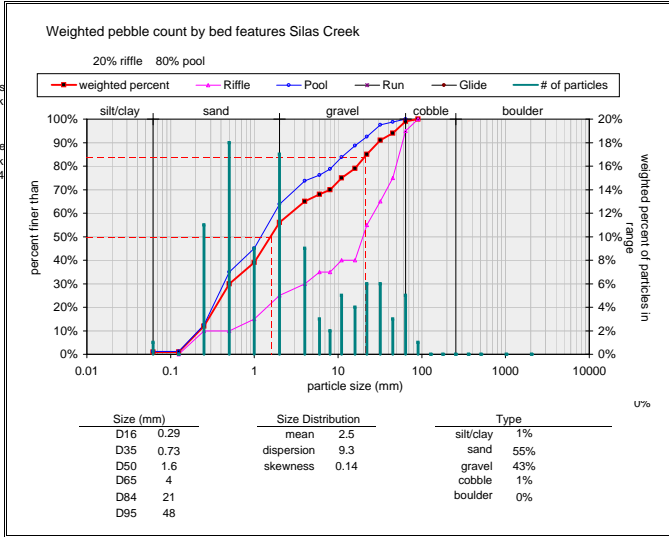 Weighted pebble count by bed features Silas Creek
20% riffle 80% pool
weighted percent Riffle Pool Run Glide # of particles
silt/clay sand gravel cobble boulder
100% 20%
90% 18%
80% 16%
70% 14%
60% 12%
50% 10%
40% 8%
30% 6%
20% 4%
10% 2%
0% 0%
percent finer than
weighted percent of particles in
range
0.01 0.1 1 10 100 1000 10000
particle size (mm)
0%
Size (mm)
D16 0.29
D35 0.73
D50 1.6
D65 4
D84 21
D95 48
Size Distribution
mean 2.5
dispersion 9.3
skewness 0.14
Type
silt/clay 1%
sand 55%
gravel 43%
cobble 1%
boulder 0%